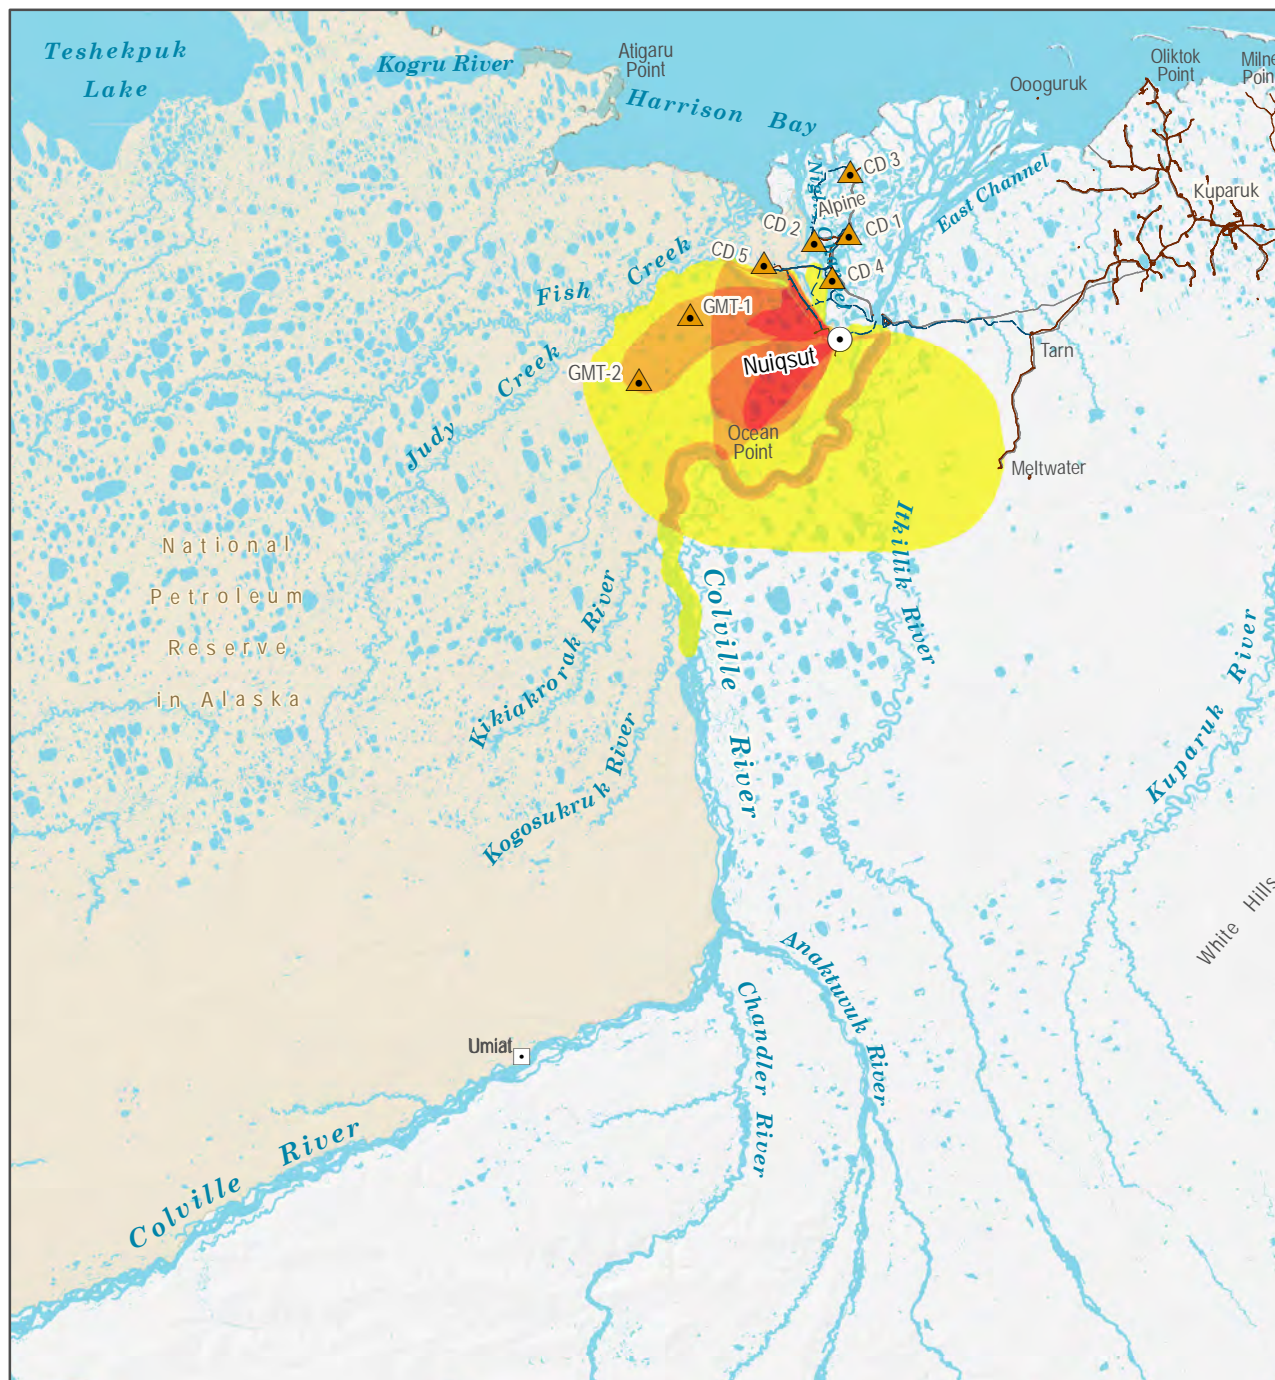 Teshekpuk
Lake
Kogru River
Atigaru
Point
Harrison Bay
Oooguruk
Oliktok
Point
Milne
Poin
CD 3
Alpine
CD 2
CD 1
East Channel
Kuparuk
CD 5
CD 4
Fish Creek
GMT-1
Nuiqsut
GMT-2
Tarn
Judy Creek
Ocean
Point
Meltwater
Itkillik River
National
Petroleum
Reserve
in Alaska
Colville River
Kikiakrorak River
Kogosukruk River
Kuparuk River
White Hills
Anaktuvuk River
Chandler River
Umiat
Colville River